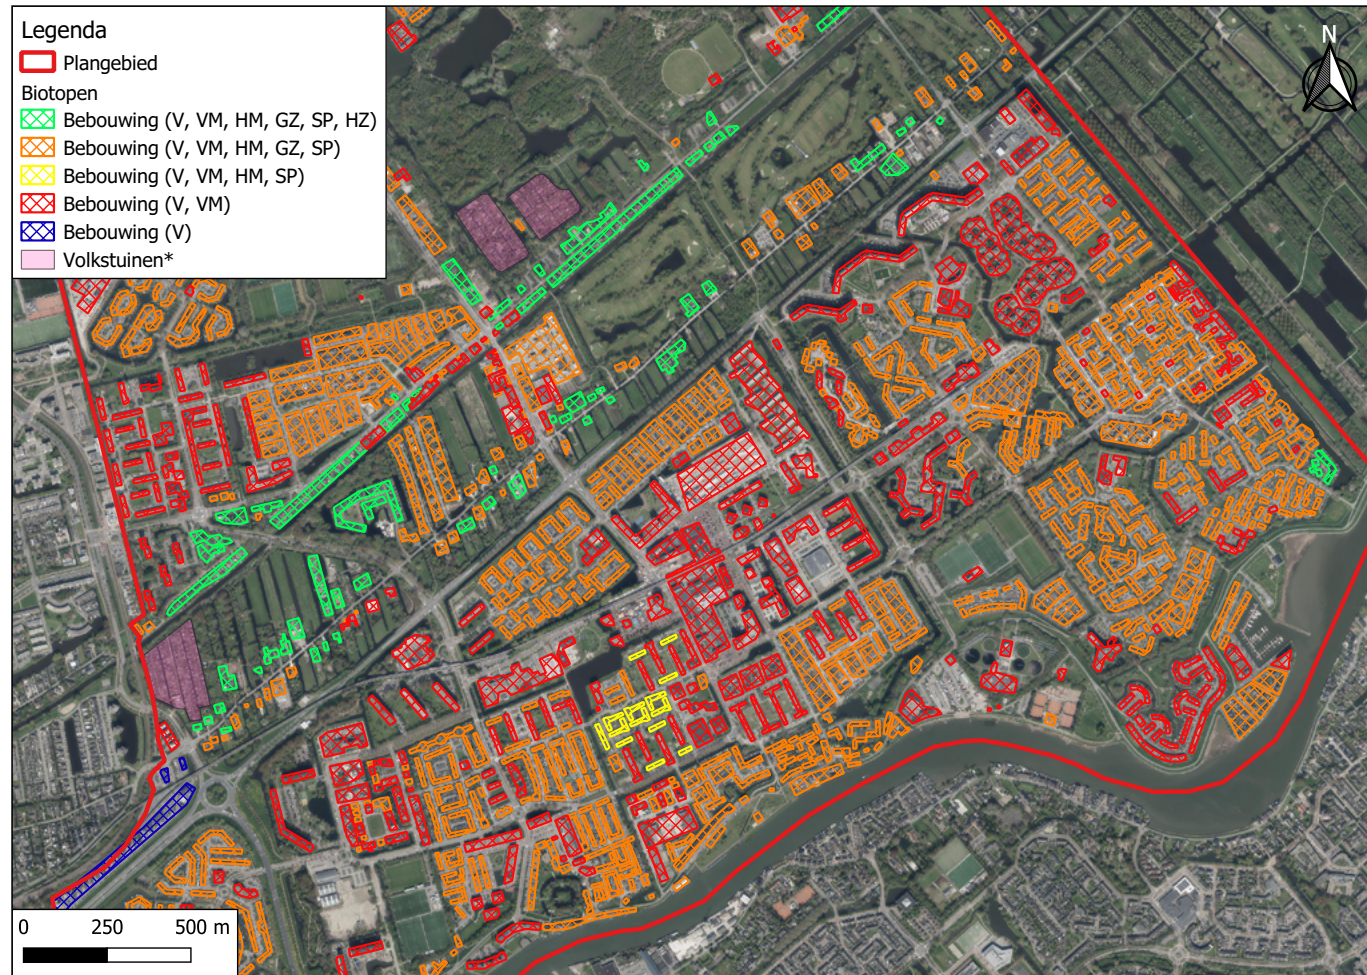 Legenda
Plangebied
Biotopen
Bebouwing (V, VM, HM, GZ, SP, HZ)
Bebouwing (V, VM, HM, GZ, SP)
Bebouwing (V, VM, HM, SP)
Bebouwing (V, VM)
Bebouwing (V)
Volkstuinen*
N
0 250 500 m